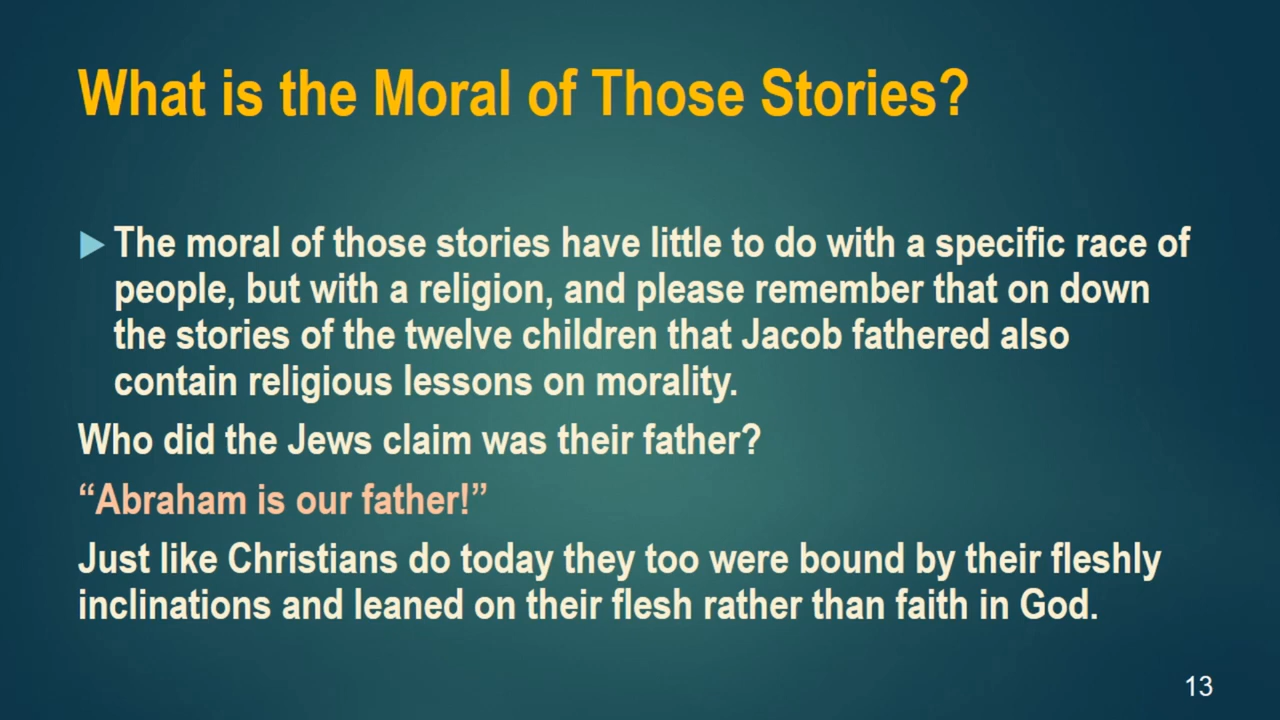 What is the Moral of Those Stories?
The moral of those stories have little to do with a specific race of
people, but with a religion, and please remember that on down
the stories of the twelve children that Jacob fathered also
contain religious lessons on morality.
Who did the Jews claim was their father?
“Abraham is our father!”
Just like Christians do today they too were bound by their fleshly
inclinations and leaned on their flesh rather than faith in God.
13